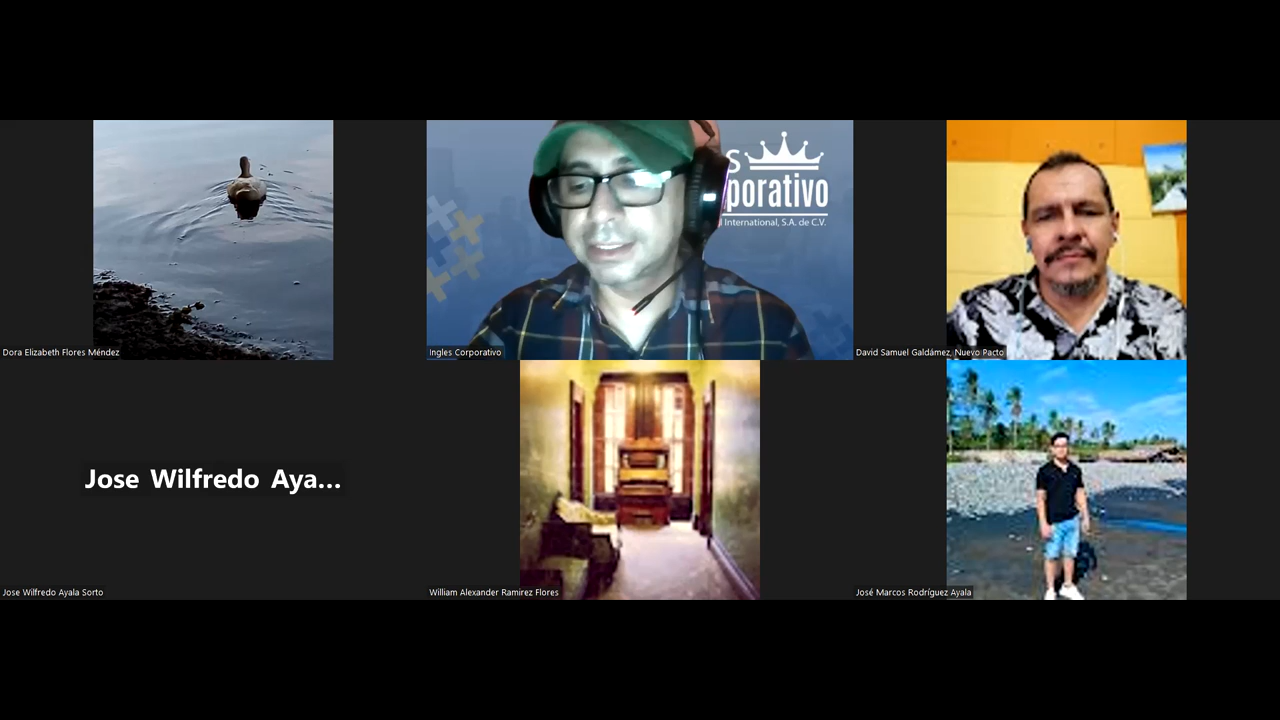 s
porativo
International, S.A. de C.V.
Dora Elizabeth Flores Méndez
Ingles Corporativo
David Samuel Galdámez, Nuevo Pacto
Jose Wilfredo Aya...
Jose Wilfredo Ayala Sorto
William Alexander Ramirez Flores
José Marcos Rodríguez Ayala